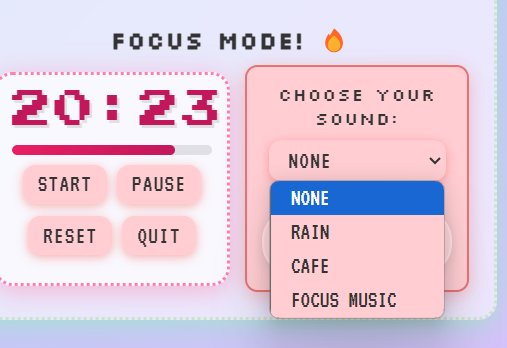 FOCUS MODE! 🔥
20:23
START PAUSE
RESET QUIT
CHOOSE YOUR
SOUND:
NONE
NONE
RAIN
CAFE
FOCUS MUSIC